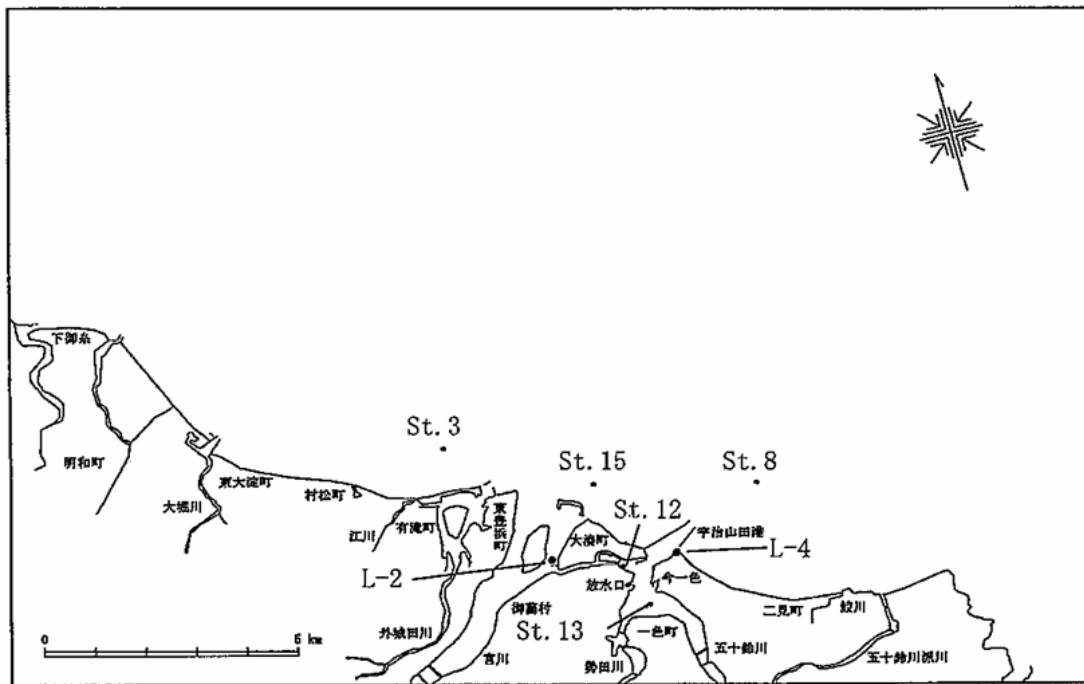 下御糸
St. 3
明和町
St. 15
St. 8
大堀川
東大淀町
村松町
東豊浜町
St. 12
江川
有滝町
大湊町
宇治山田港
L-4
L-2
放水口
今一色
御薗村
二見町
外城田川
St. 13
一色町
宮川
勢田川
五十鈴川
五十鈴川派川
0
6 km